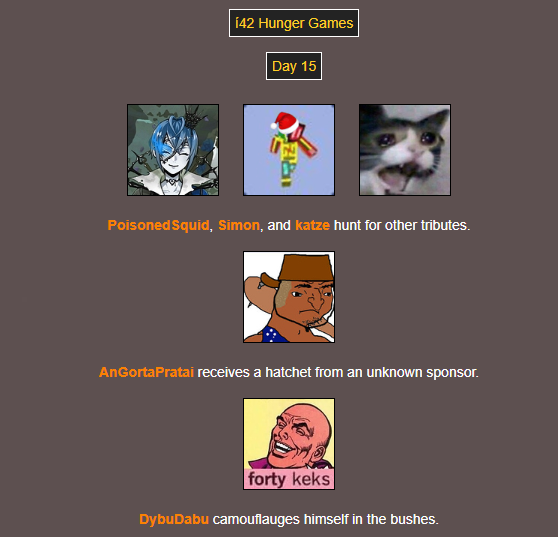 í42 Hunger Games
Day 15
PoisonedSquid, Simon, and katze hunt for other tributes.
AnGortaPratai receives a hatchet from an unknown sponsor.
forty keks
DybuDabu camouflauges himself in the bushes.